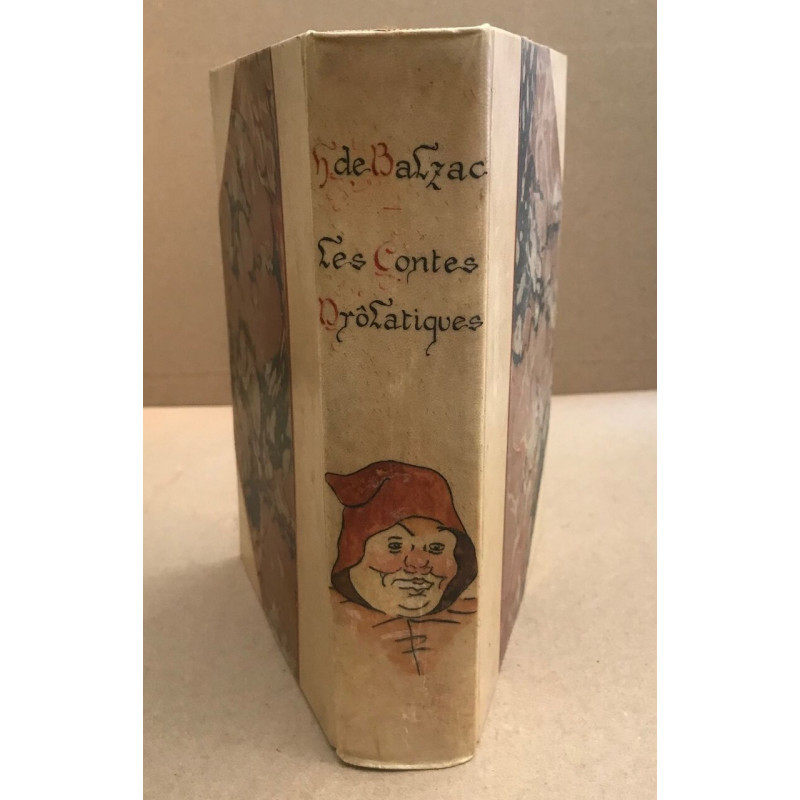 H de Balzac
Les Contes
Drôlatiques